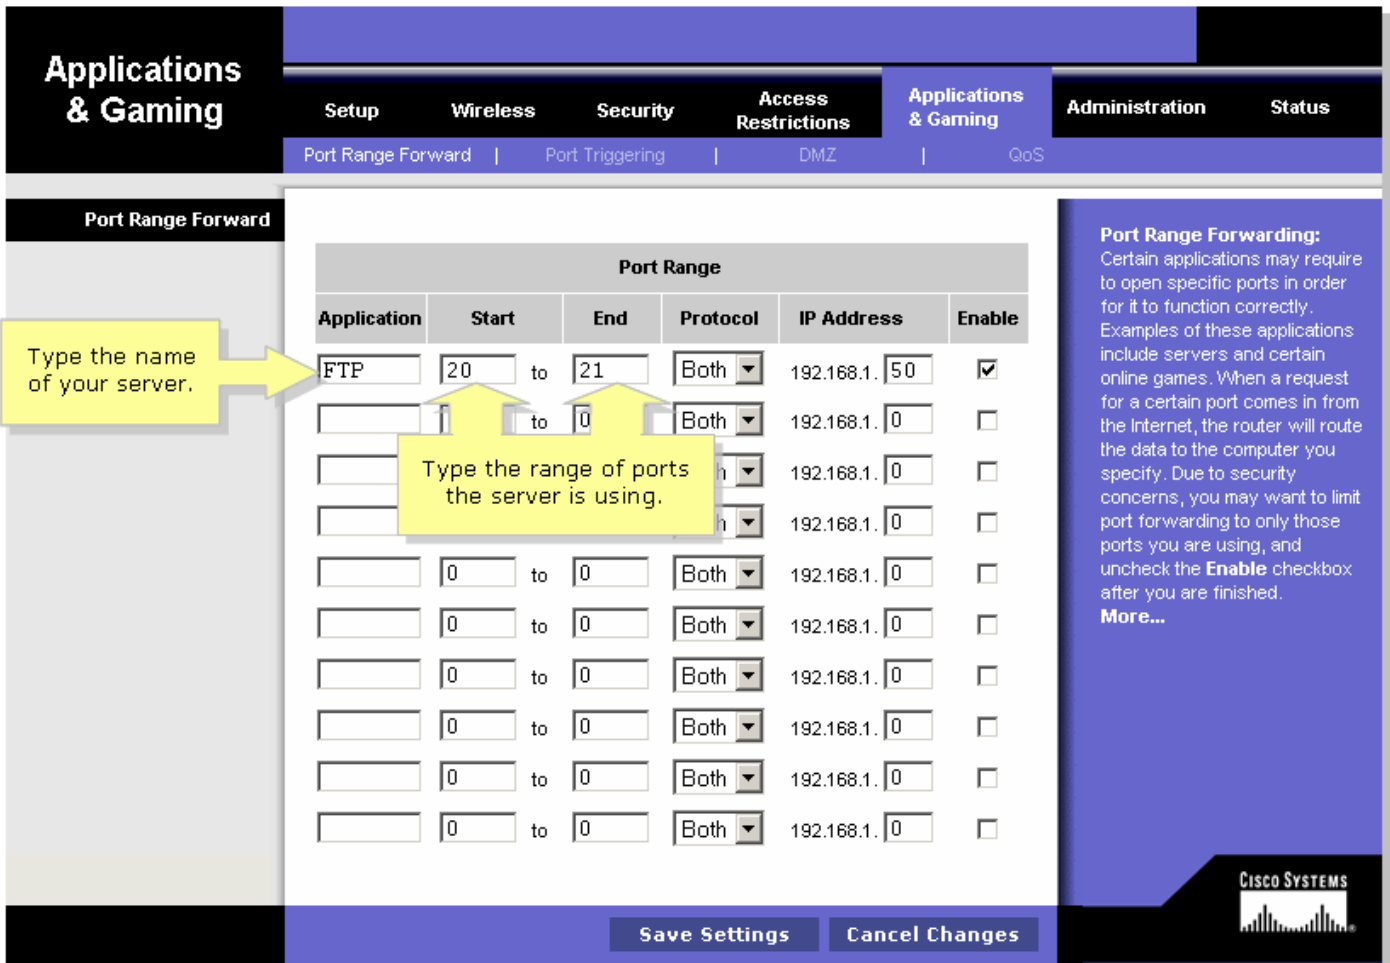 Applications
& Gaming
Setup
Wireless
Security
Access
Restrictions
Applications
& Gaming
Administration
Status
Port Range Forward | Port Triggering | DMZ | QoS
Port Range Forward
Port Range
Application Start End Protocol IP Address Enable
FTP 20 to 21 Both 192.168.1. 50
to 0 Both 192.168.1. 0
192.168.1. 0
192.168.1. 0
0 to 0 Both 192.168.1. 0
0 to 0 Both 192.168.1. 0
0 to 0 Both 192.168.1. 0
0 to 0 Both 192.168.1. 0
0 to 0 Both 192.168.1. 0
0 to 0 Both 192.168.1. 0
Type the name
of your server.
Type the range of ports
the server is using.
Port Range Forwarding:
Certain applications may require
to open specific ports in order
for it to function correctly.
Examples of these applications
include servers and certain
online games. When a request
for a certain port comes in from
the Internet, the router will route
the data to the computer you
specify. Due to security
concerns, you may want to limit
port forwarding to only those
ports you are using, and
uncheck the Enable checkbox
after you are finished.
More...
CISCO SYSTEMS
Save Settings
Cancel Changes